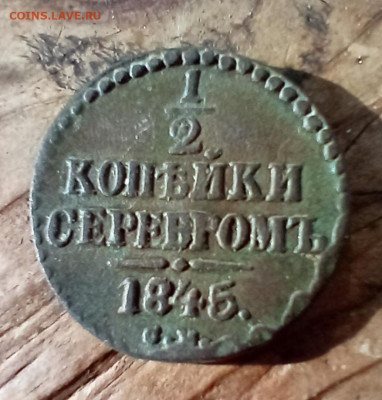 COINS.LAVE.RU
1
2.
КОПѢЙКИ
СЕРЕБРОМЪ.
1845.
С.М.